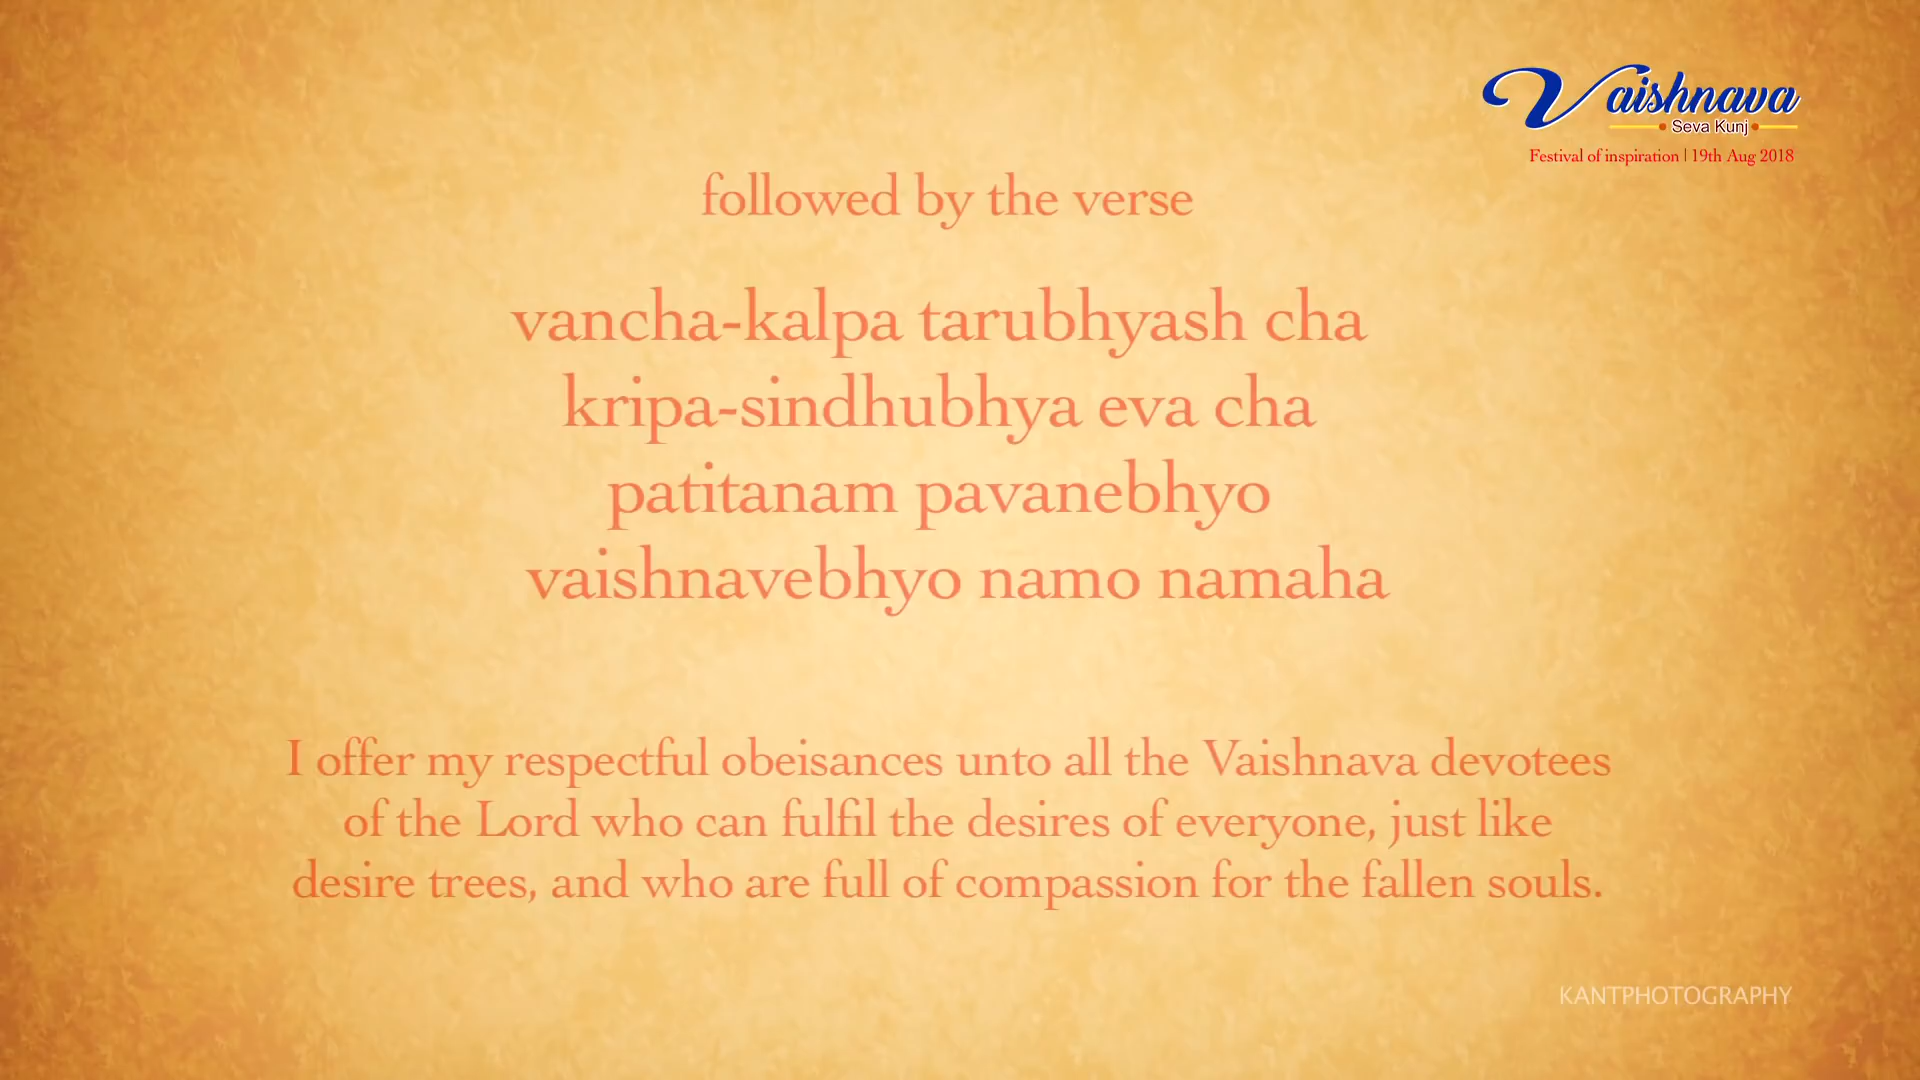 Vaishnava
Seva Kunj
Festival of inspiration | 19th Aug 2018
followed by the verse
vancha-kalpa tarubhyash cha
kripa-sindhubhya eva cha
patitanam pavanebhyo
vaishnavebhyo namo namaha
I offer my respectful obeisances unto all the Vaishnava devotees
of the Lord who can fulfil the desires of everyone, just like
desire trees, and who are full of compassion for the fallen souls.
KANTPHOTOGRAPHY